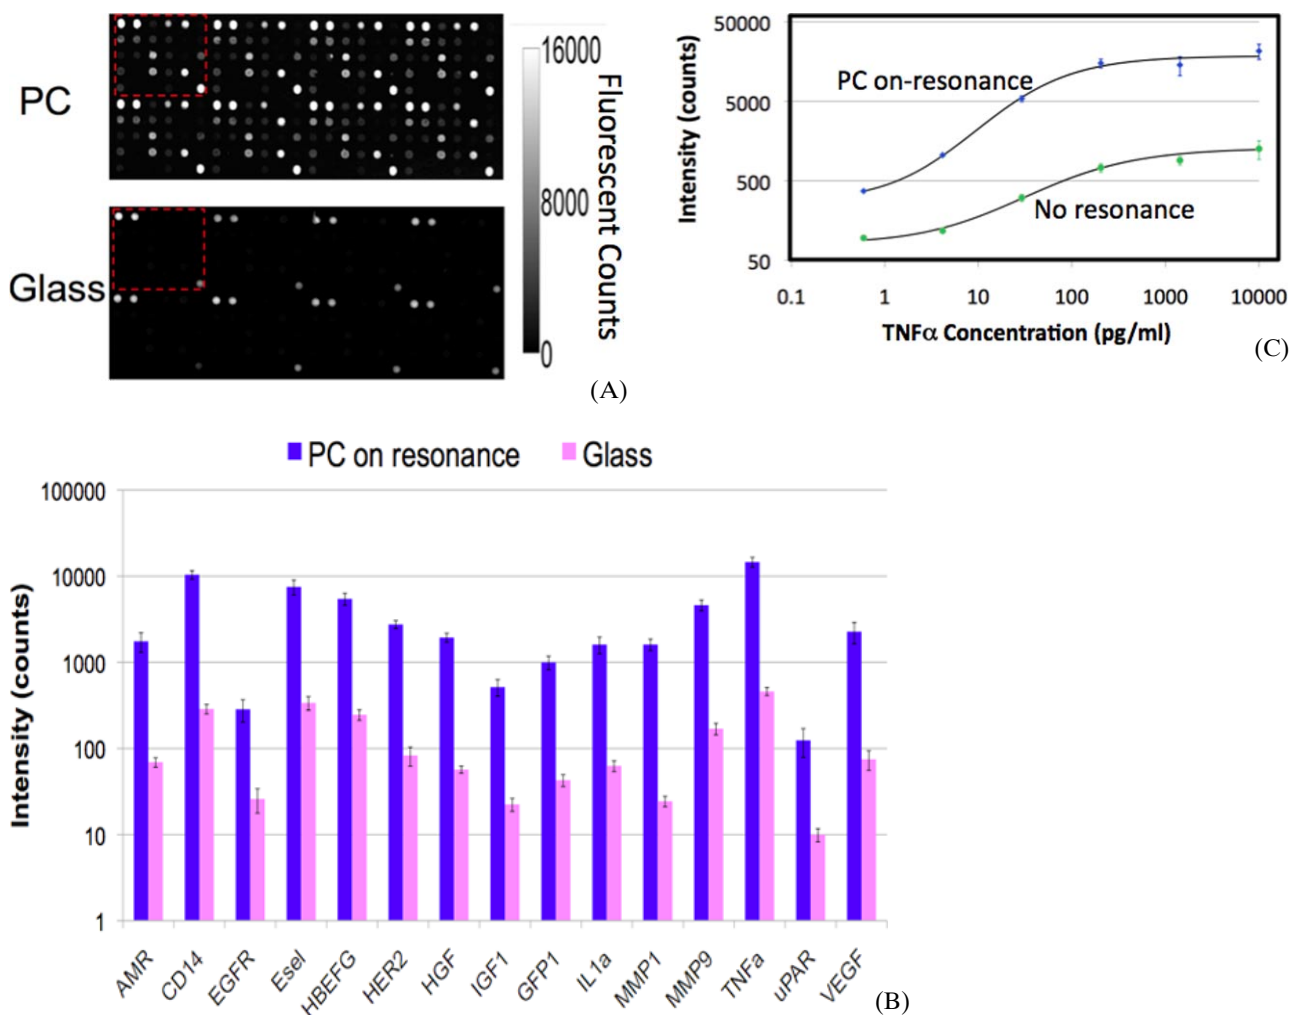 PC
Glass
16000
8000
0
Fluorescent Counts
(A)
50000
5000
500
50
Intensity (counts)
PC on-resonance
No resonance
0.1 1 10 100 1000 10000
TNFα Concentration (pg/ml)
(C)
PC on resonance Glass
100000
10000
1000
100
10
1
Intensity (counts)
AMR CD14 EGFR Esel HBEFG HER2 HGF IGF1 GFP1 IL1a MMP1 MMP9 TNFa uPAR VEGF
(B)